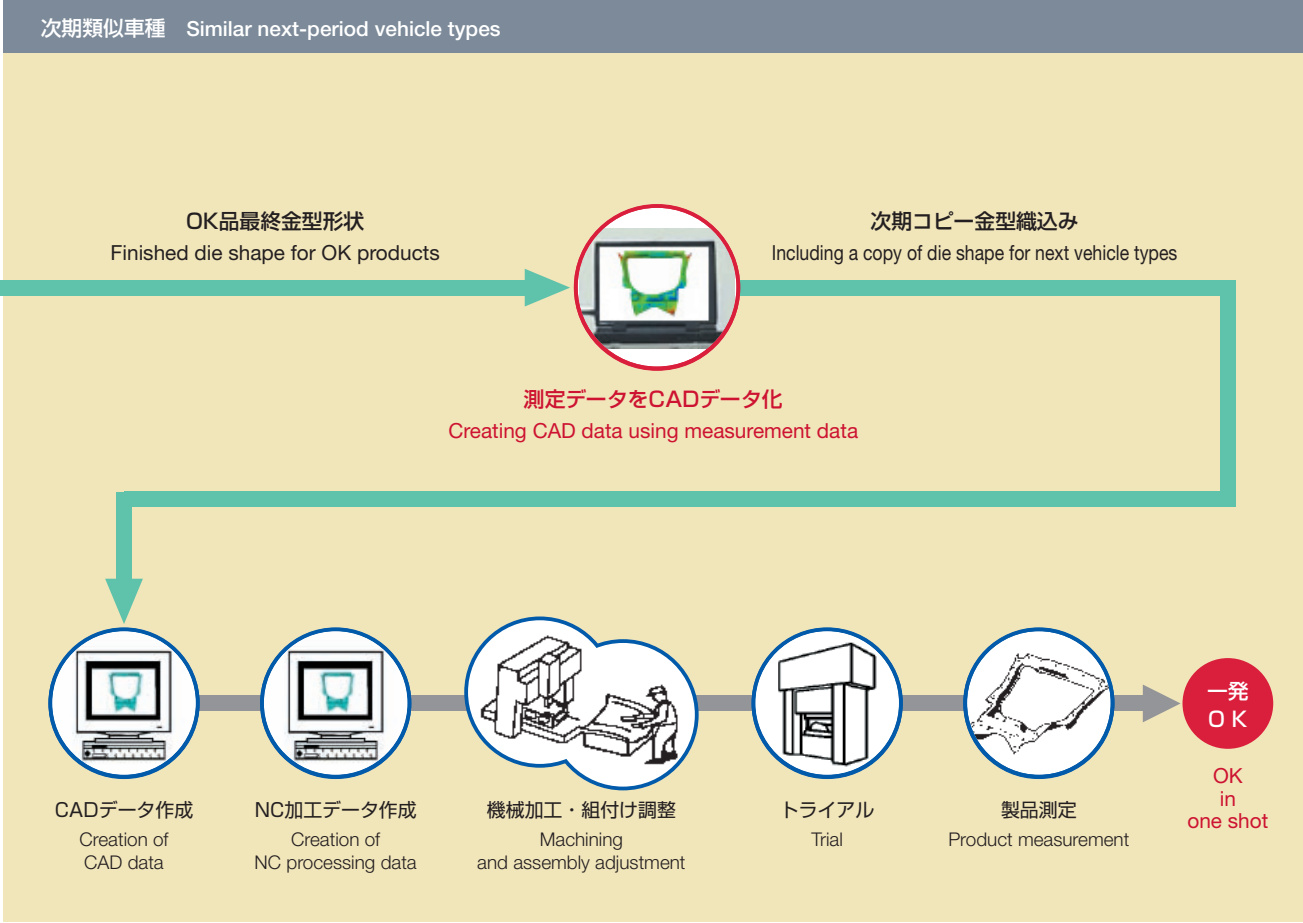 次期類似車種 Similar next-period vehicle types
OK品最終金型形状
Finished die shape for OK products
次期コピー金型織込み
Including a copy of die shape for next vehicle types
測定データをCADデータ化
Creating CAD data using measurement data
CADデータ作成
Creation of
CAD data
NC加工データ作成
Creation of
NC processing data
機械加工・組付け調整
Machining
and assembly adjustment
トライアル
Trial
製品測定
Product measurement
一発
OK
OK
in
one shot